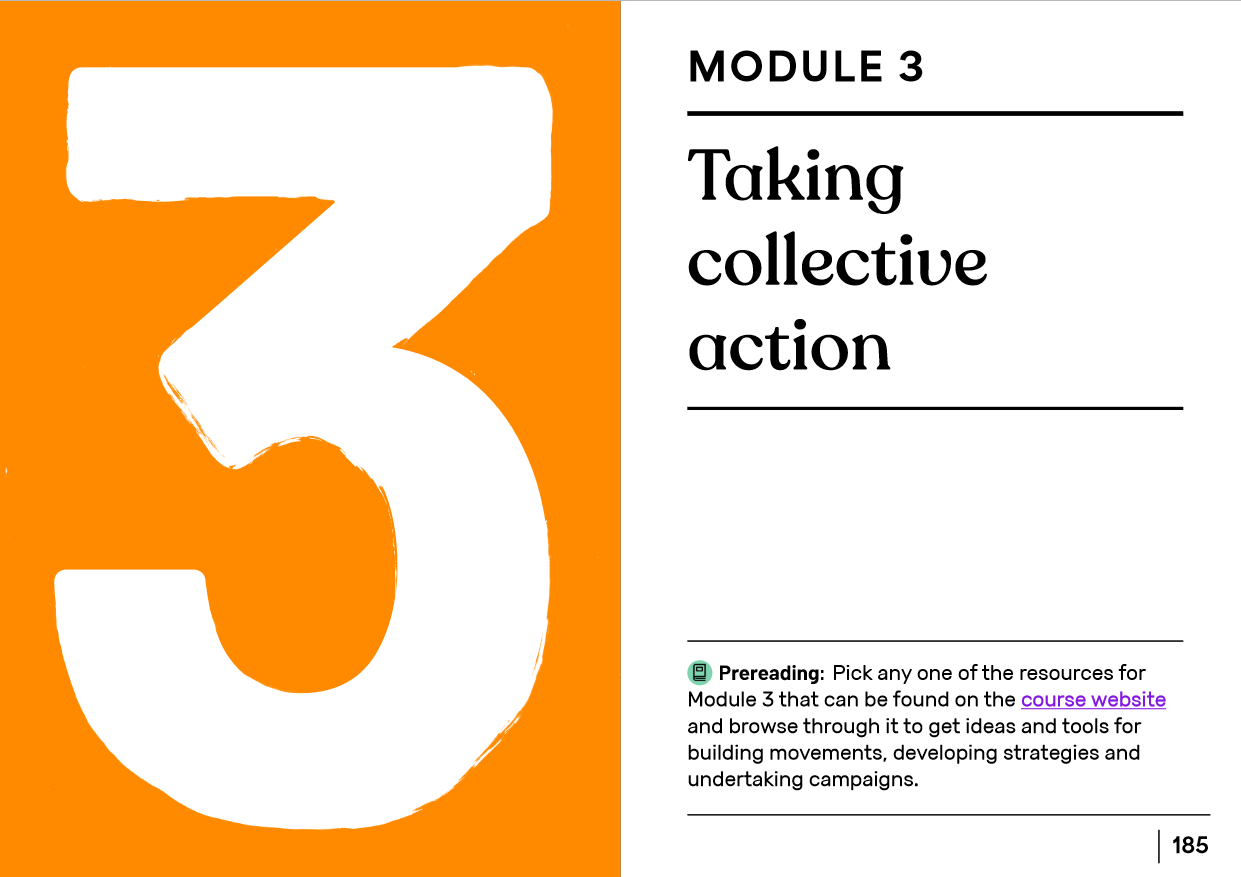 3
MODULE 3
Taking
collective
action
Prereading: Pick any one of the resources for
Module 3 that can be found on the course website
and browse through it to get ideas and tools for
building movements, developing strategies and
undertaking campaigns.
185